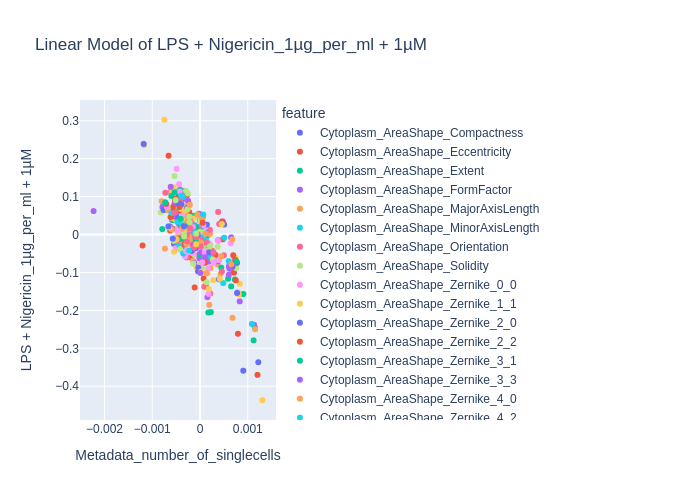 Linear Model of LPS + Nigericin_1µg_per_ml + 1µM
LPS + Nigericin_1µg_per_ml + 1µM
0.3
0.2
0.1
0
−0.1
−0.2
−0.3
−0.4
−0.002
−0.001
0
0.001
Metadata_number_of_singlecells
feature
Cytoplasm_AreaShape_Compactness
Cytoplasm_AreaShape_Eccentricity
Cytoplasm_AreaShape_Extent
Cytoplasm_AreaShape_FormFactor
Cytoplasm_AreaShape_MajorAxisLength
Cytoplasm_AreaShape_MinorAxisLength
Cytoplasm_AreaShape_Orientation
Cytoplasm_AreaShape_Solidity
Cytoplasm_AreaShape_Zernike_0_0
Cytoplasm_AreaShape_Zernike_1_1
Cytoplasm_AreaShape_Zernike_2_0
Cytoplasm_AreaShape_Zernike_2_2
Cytoplasm_AreaShape_Zernike_3_1
Cytoplasm_AreaShape_Zernike_3_3
Cytoplasm_AreaShape_Zernike_4_0
Cytoplasm_AreaShape_Zernike_4_2